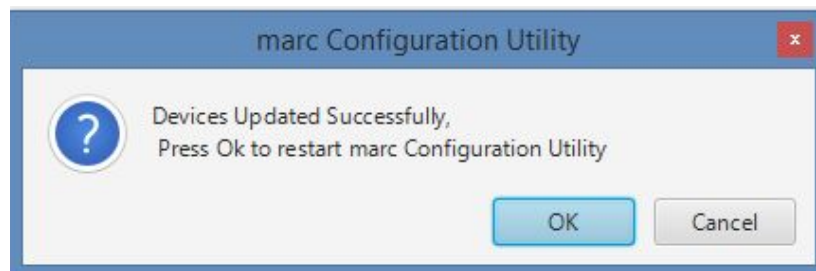 marc Configuration Utility
x
Devices Updated Successfully,
Press Ok to restart marc Configuration Utility
?
OK
Cancel